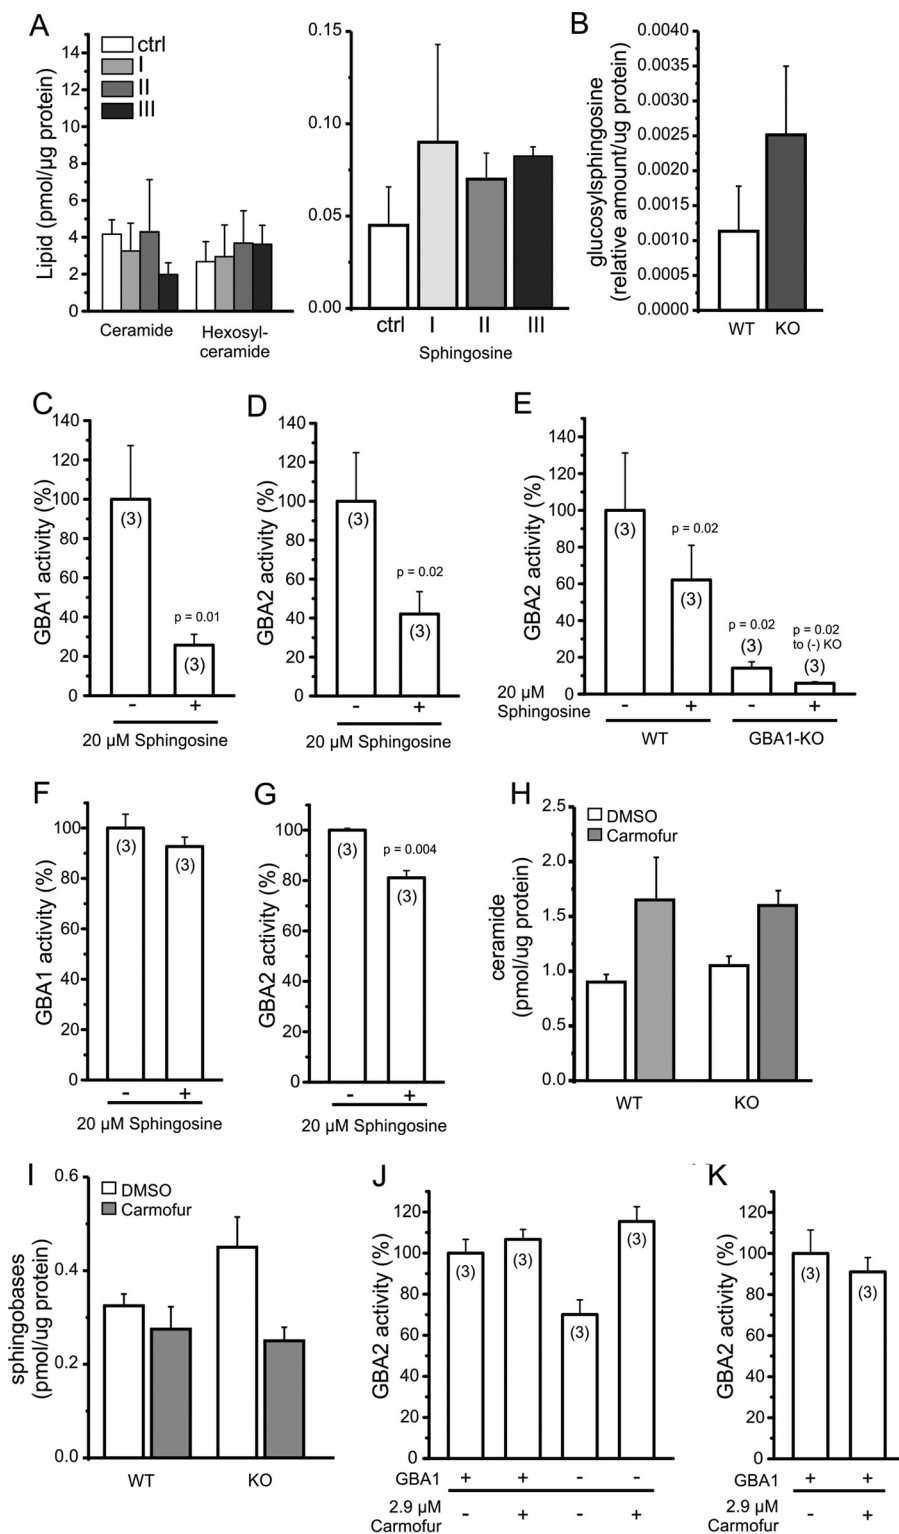 A
ctrl
I
II
III
Lipid (pmol/µg protein)
14
12
10
8
6
4
2
0
Ceramide
Hexosyl-
ceramide
0.15
0.10
0.05
0.00
ctrl I II III
Sphingosine
B
glucosylsphingosine
(relative amount/ug protein)
0.0040
0.0035
0.0030
0.0025
0.0020
0.0015
0.0010
0.0005
0.0000
WT KO
C
GBA1 activity (%)
140
120
100
80
60
40
20
0
(3)
p = 0.01
(3)
- +
20 µM Sphingosine
D
GBA2 activity (%)
140
120
100
80
60
40
20
0
(3)
p = 0.02
(3)
- +
20 µM Sphingosine
E
GBA2 activity (%)
140
120
100
80
60
40
20
0
(3)
p = 0.02
(3)
p = 0.02
(3)
p = 0.02
to (-) KO
(3)
20 µM
Sphingosine
- + - +
WT GBA1-KO
F
GBA1 activity (%)
100
80
60
40
20
0
(3)
(3)
- +
20 µM Sphingosine
G
GBA2 activity (%)
100
80
60
40
20
0
(3)
p = 0.004
(3)
- +
20 µM Sphingosine
H
DMSO
Carmofur
ceramide
(pmol/ug protein)
2.5
2.0
1.5
1.0
0.5
0.0
WT KO
I
DMSO
Carmofur
sphingobases
(pmol/ug protein)
0.6
0.4
0.2
0.0
WT KO
J
GBA2 activity (%)
120
100
80
60
40
20
0
(3)
(3)
(3)
(3)
GBA1 + + - -
2.9 µM
Carmofur
- + - +
K
GBA2 activity (%)
120
100
80
60
40
20
0
(3)
(3)
GBA1 + +
2.9 µM
Carmofur
- +